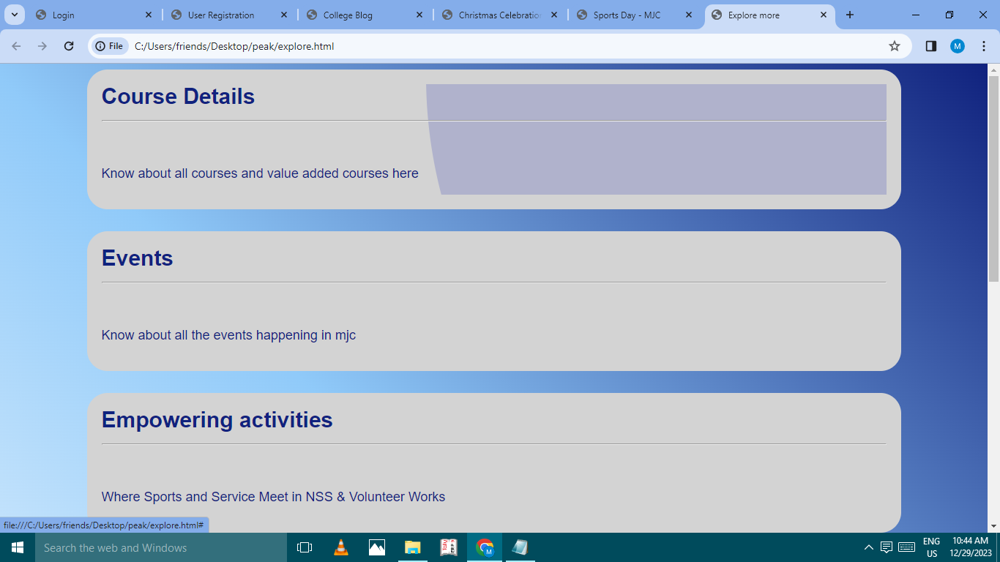 Login
User Registration
College Blog
Christmas Celebratio
Sports Day - MJC
Explore more
File
C:/Users/friends/Desktop/peak/explore.html
M
Course Details
Know about all courses and value added courses here
Events
Know about all the events happening in mjc
Empowering activities
Where Sports and Service Meet in NSS & Volunteer Works
file:///C:/Users/friends/Desktop/peak/explore.html#
Search the web and Windows
M
ENG
US
10:44 AM
12/29/2023